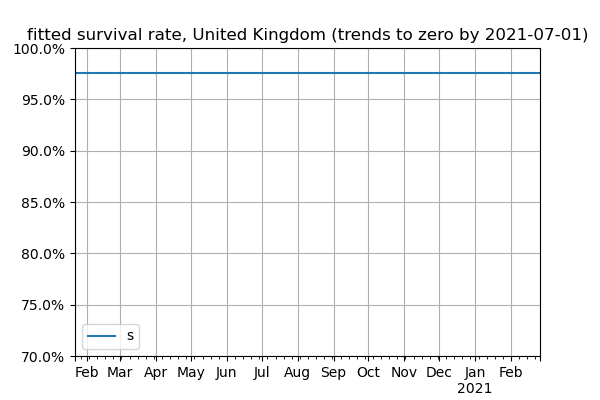 fitted survival rate, United Kingdom (trends to zero by 2021-07-01)
100.0%
95.0%
90.0%
85.0%
80.0%
75.0%
70.0%
s
Feb Mar Apr May Jun Jul Aug Sep Oct Nov Dec Jan Feb
2021